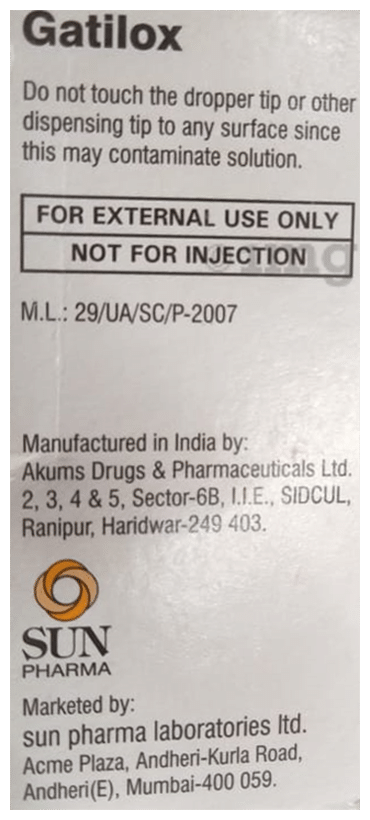 Gatilox
Do not touch the dropper tip or other
dispensing tip to any surface since
this may contaminate solution.
FOR EXTERNAL USE ONLY
NOT FOR INJECTION
M.L.: 29/UA/SC/P-2007
Manufactured in India by:
Akums Drugs & Pharmaceuticals Ltd.
2, 3, 4 & 5, Sector-6B, I.I.E., SIDCUL,
Ranipur, Haridwar-249 403.
SUN
PHARMA
Marketed by:
sun pharma laboratories ltd.
Acme Plaza, Andheri-Kurla Road,
Andheri(E), Mumbai-400 059.